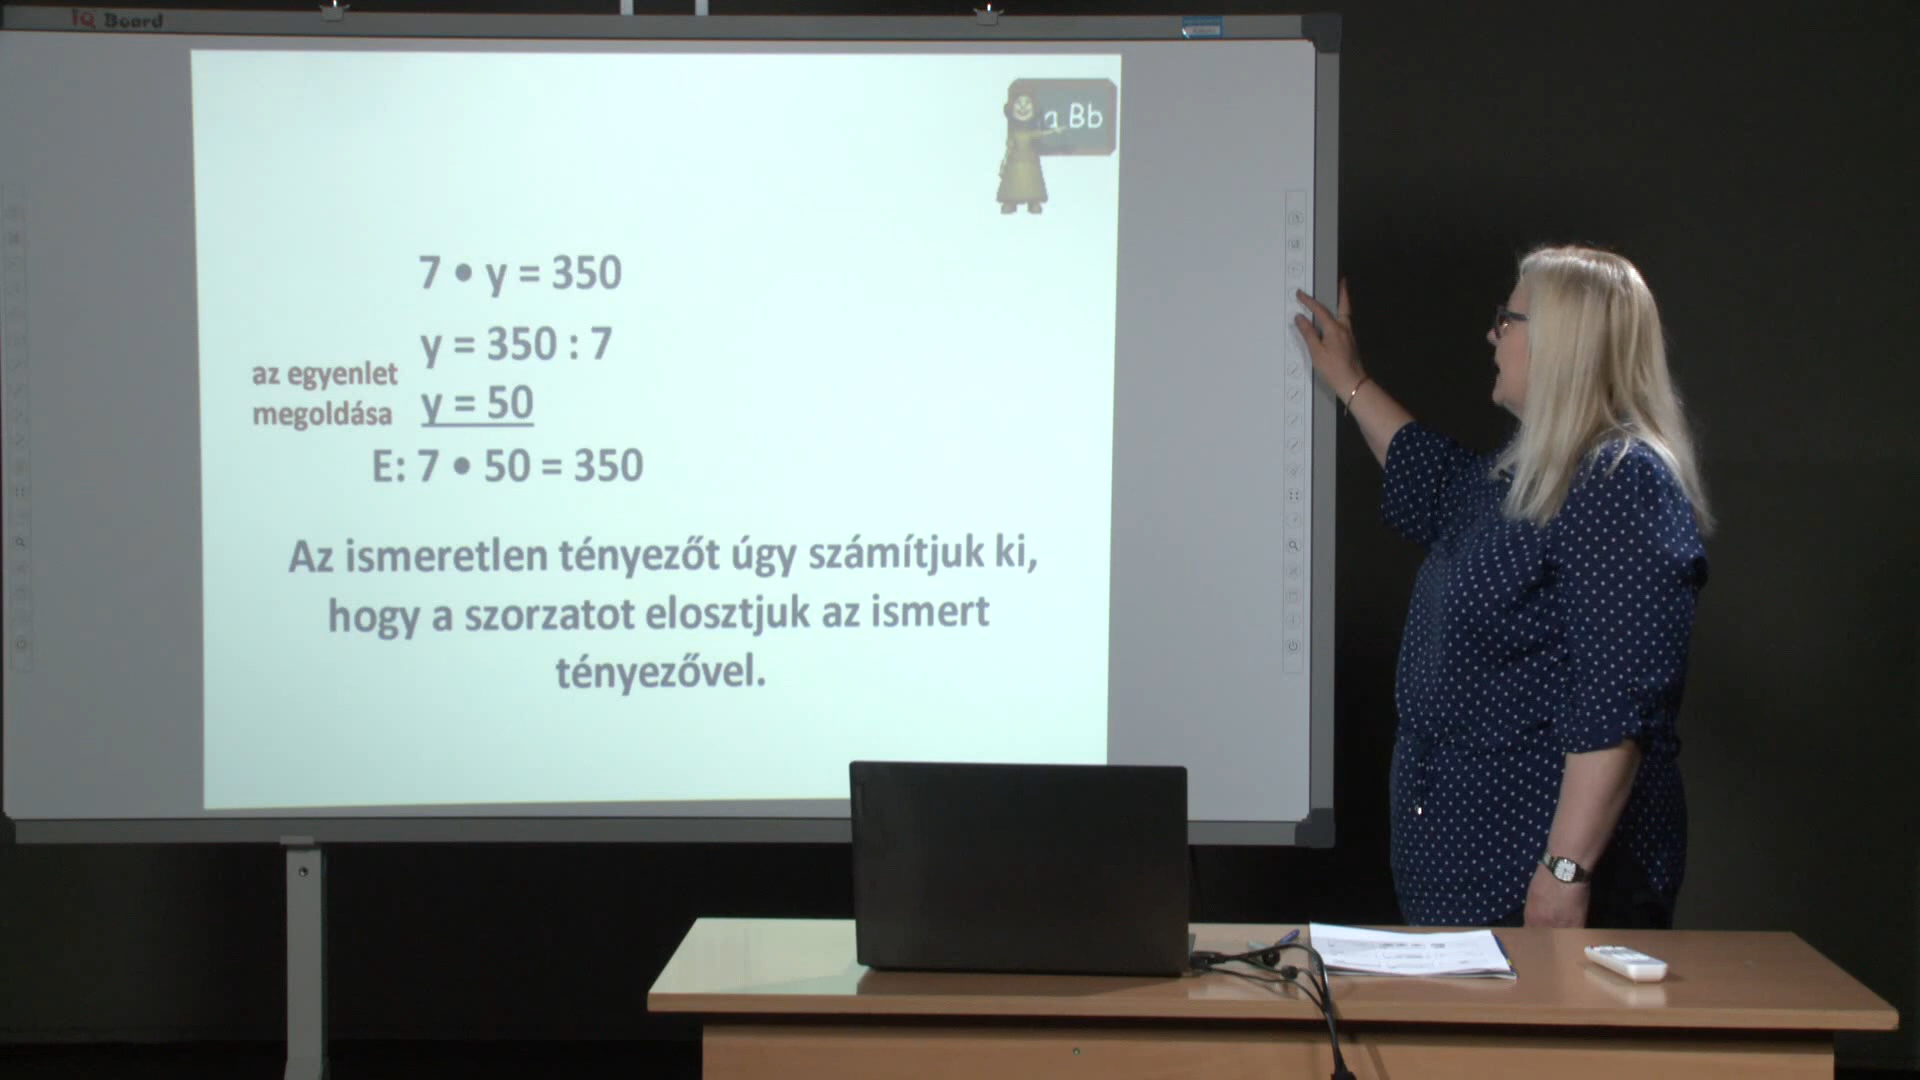 IQ Board
a Bb
7 • y = 350
y = 350 : 7
az egyenlet
megoldása
y = 50
E: 7 • 50 = 350
Az ismeretlen tényezőt úgy számítjuk ki,
hogy a szorzatot elosztjuk az ismert
tényezővel.